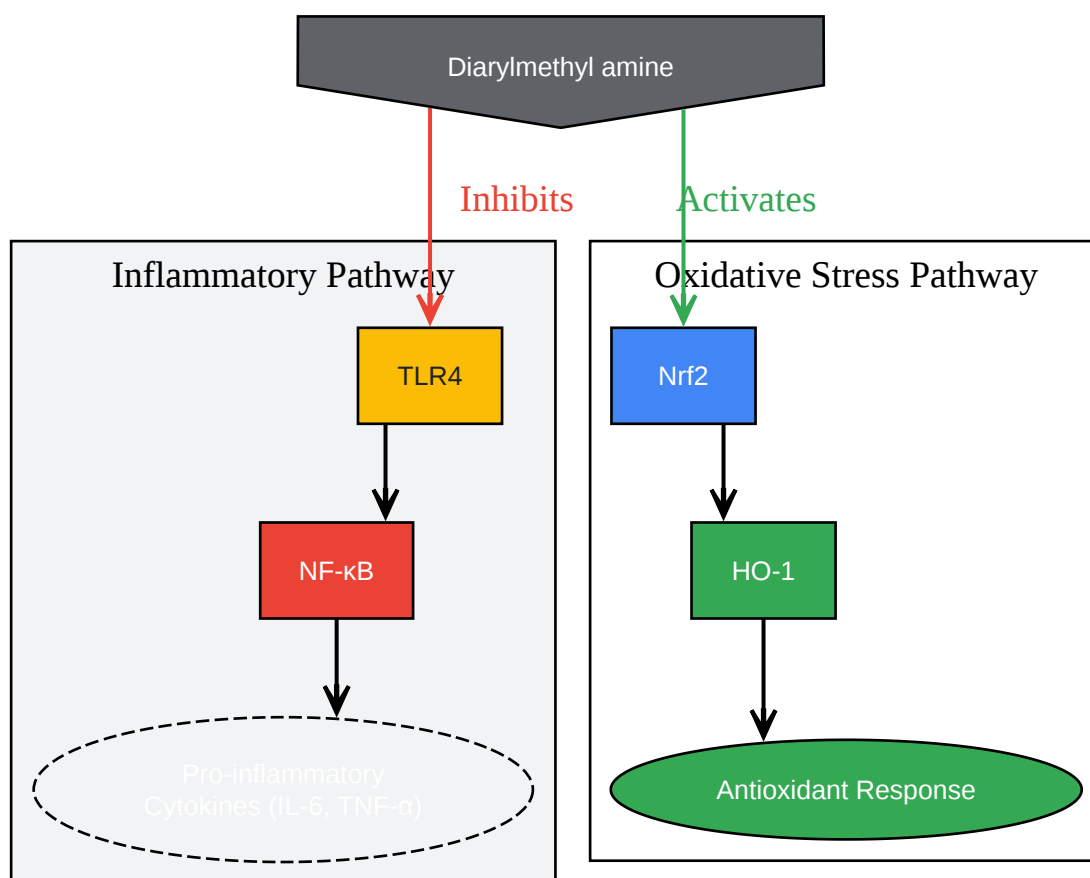 Diarylmethyl amine
Inhibits
Activates
Inflammatory Pathway
Oxidative Stress Pathway
TLR4
Nrf2
NF-κB
HO-1
Pro-inflammatory
Cytokines (IL-6, TNF-α)
Antioxidant Response